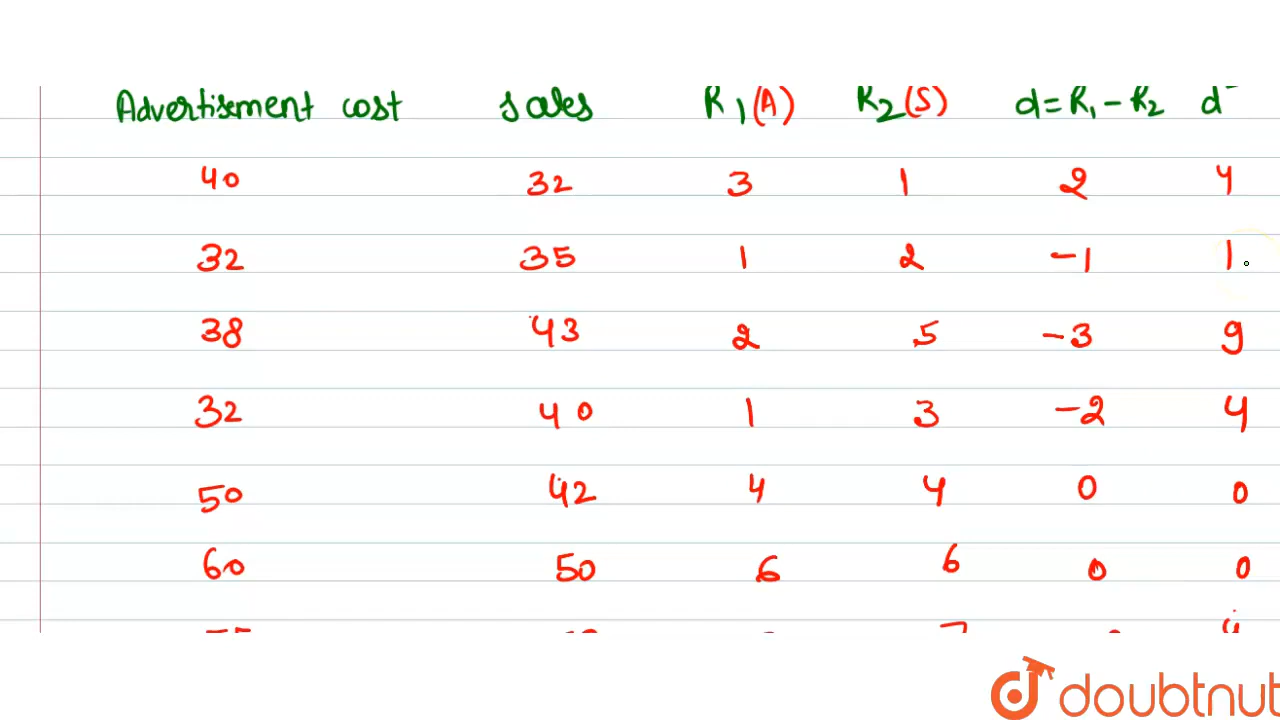 Advertisement cost sales R1(A) R2(S) d=R1-R2 d
40 32 3 1 2 4
32 35 1 2 -1 1
38 43 2 5 -3 9
32 40 1 3 -2 4
50 42 4 4 0 0
60 50 6 6 0 0
7 4
doubtnut